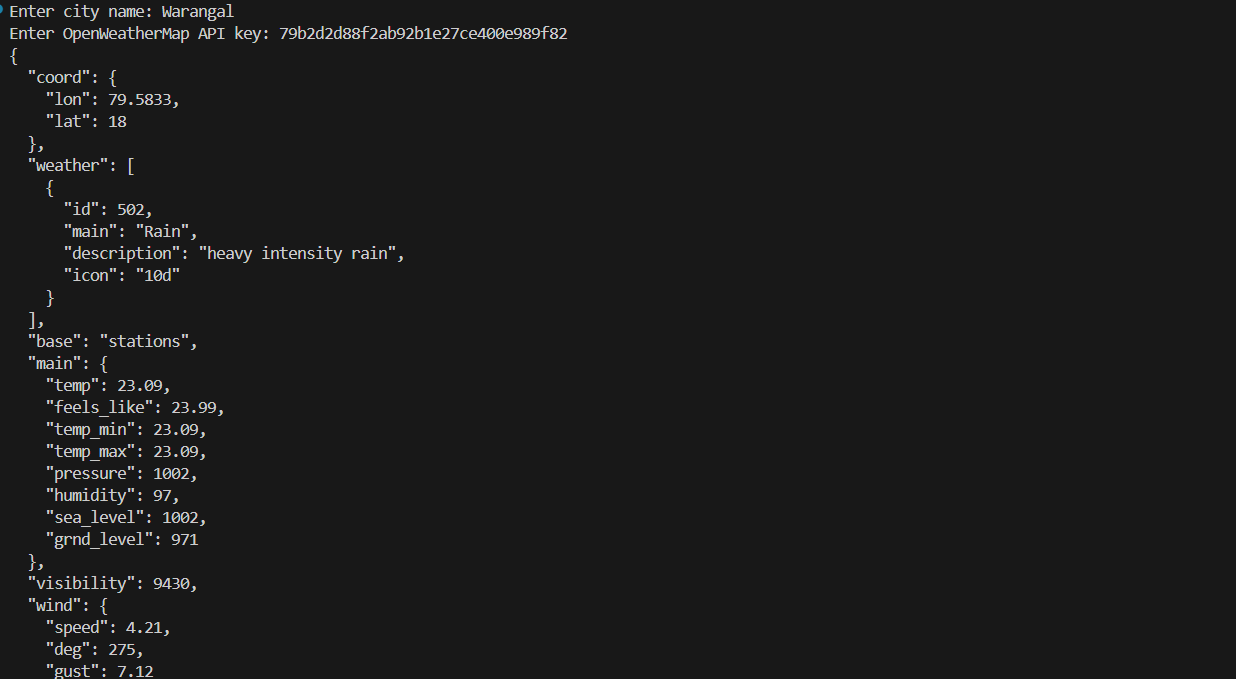 Enter city name: Warangal
Enter OpenWeatherMap API key: 79b2d2d88f2ab92b1e27ce400e989f82
{
  "coord": {
    "lon": 79.5833,
    "lat": 18
  },
  "weather": [
    {
      "id": 502,
      "main": "Rain",
      "description": "heavy intensity rain",
      "icon": "10d"
    }
  ],
  "base": "stations",
  "main": {
    "temp": 23.09,
    "feels_like": 23.99,
    "temp_min": 23.09,
    "temp_max": 23.09,
    "pressure": 1002,
    "humidity": 97,
    "sea_level": 1002,
    "grnd_level": 971
  },
  "visibility": 9430,
  "wind": {
    "speed": 4.21,
    "deg": 275,
    "gust": 7.12